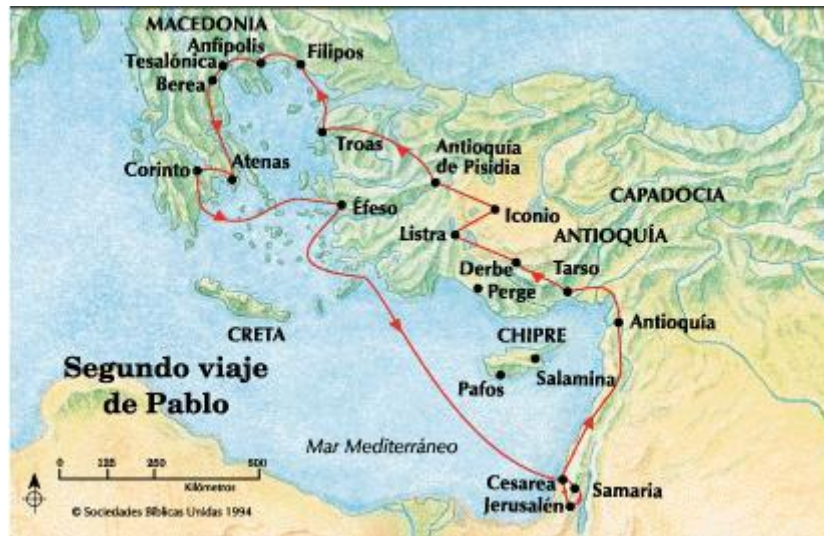 MACEDONIA
Anfípolis
Tesalónica
Filipos
Berea
Troas
Antioquía
de Pisidia
Corinto
Atenas
CAPADOCIA
Éfeso
Iconio
Listra
ANTIOQUÍA
Derbe
Tarso
Perge
Antioquía
CRETA
CHIPRE
Segundo viaje
de Pablo
Salamina
Pafos
Mar Mediterráneo
0 125 250 500
Kilómetros
Cesarea
Samaria
Jerusalén
© Sociedades Bíblicas Unidas 1994